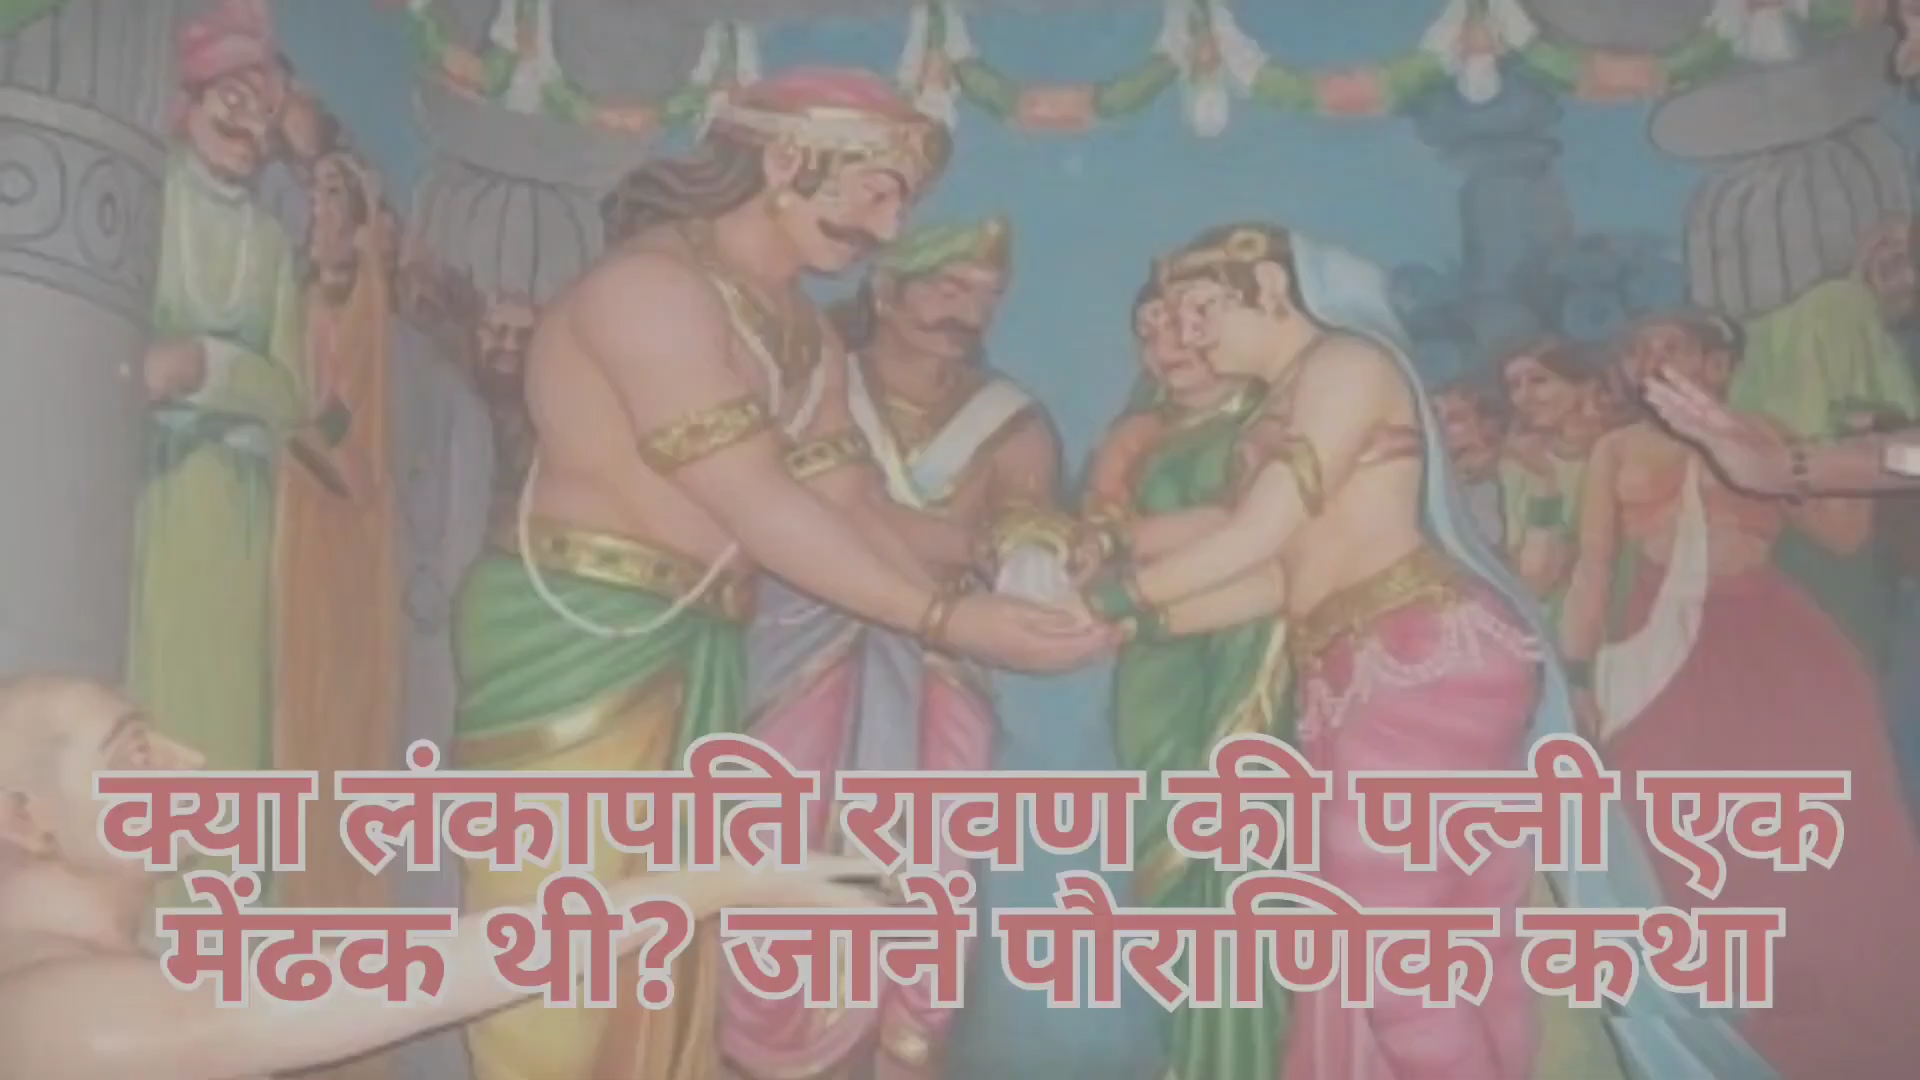 क्या लंकापति रावण की पत्नी एक
मेंढक थी? जानें पौराणिक कथा